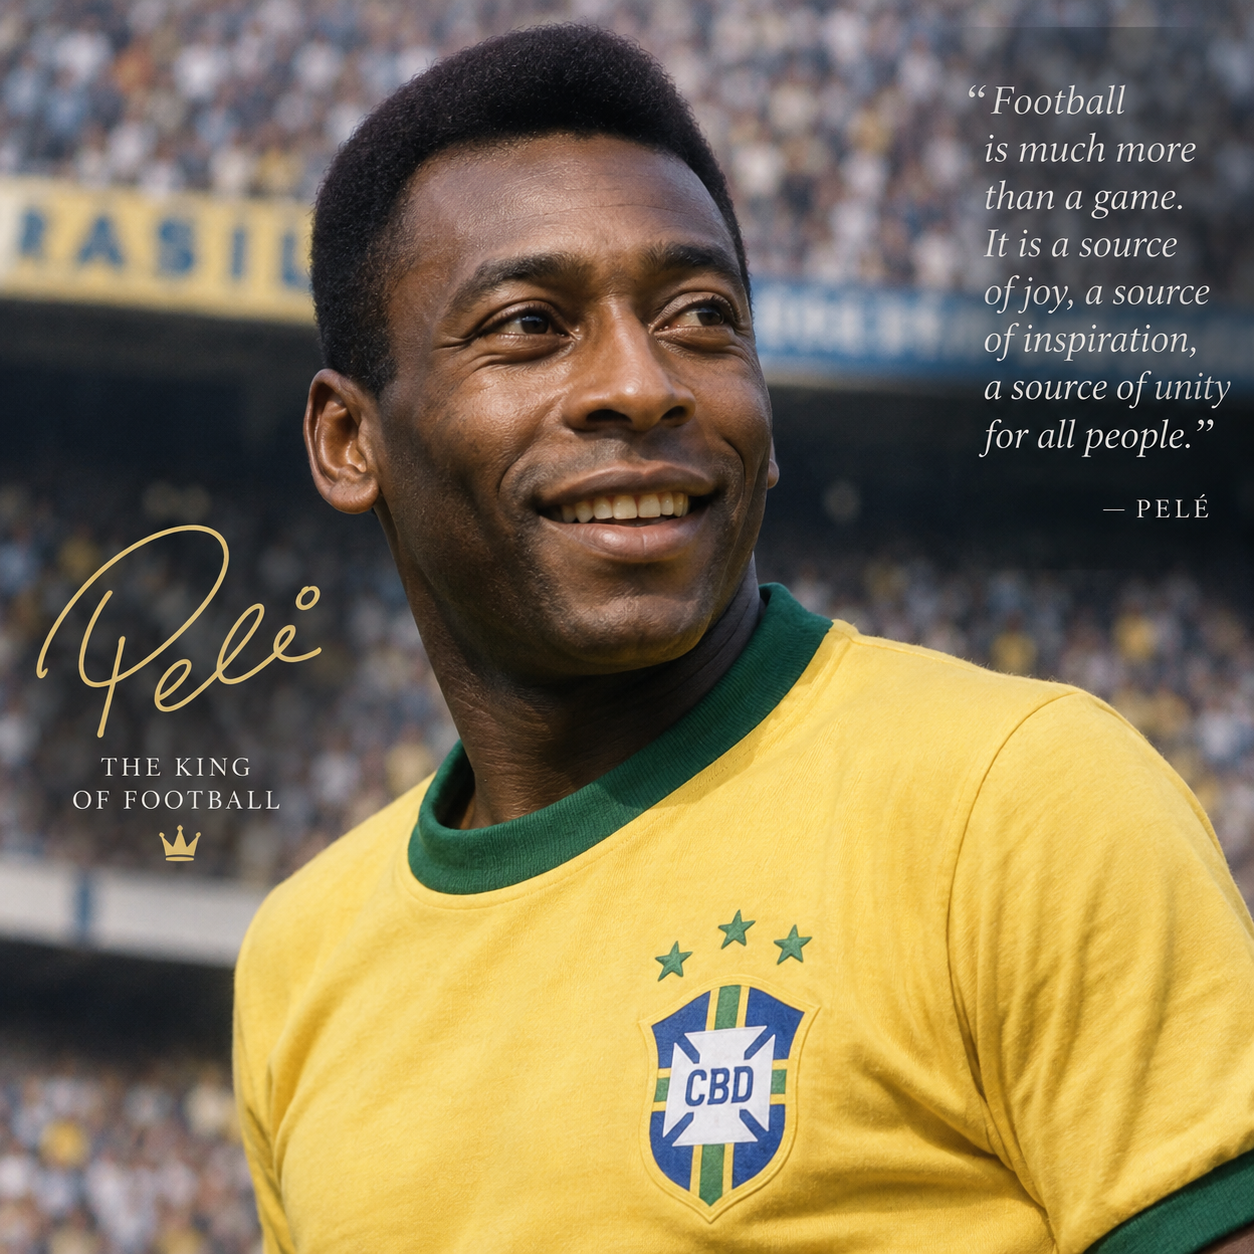 “Football
is much more
than a game.
It is a source
of joy, a source
of inspiration,
a source of unity
for all people.”
— PELÉ
RASIL
Pelé
THE KING
OF FOOTBALL
CBD